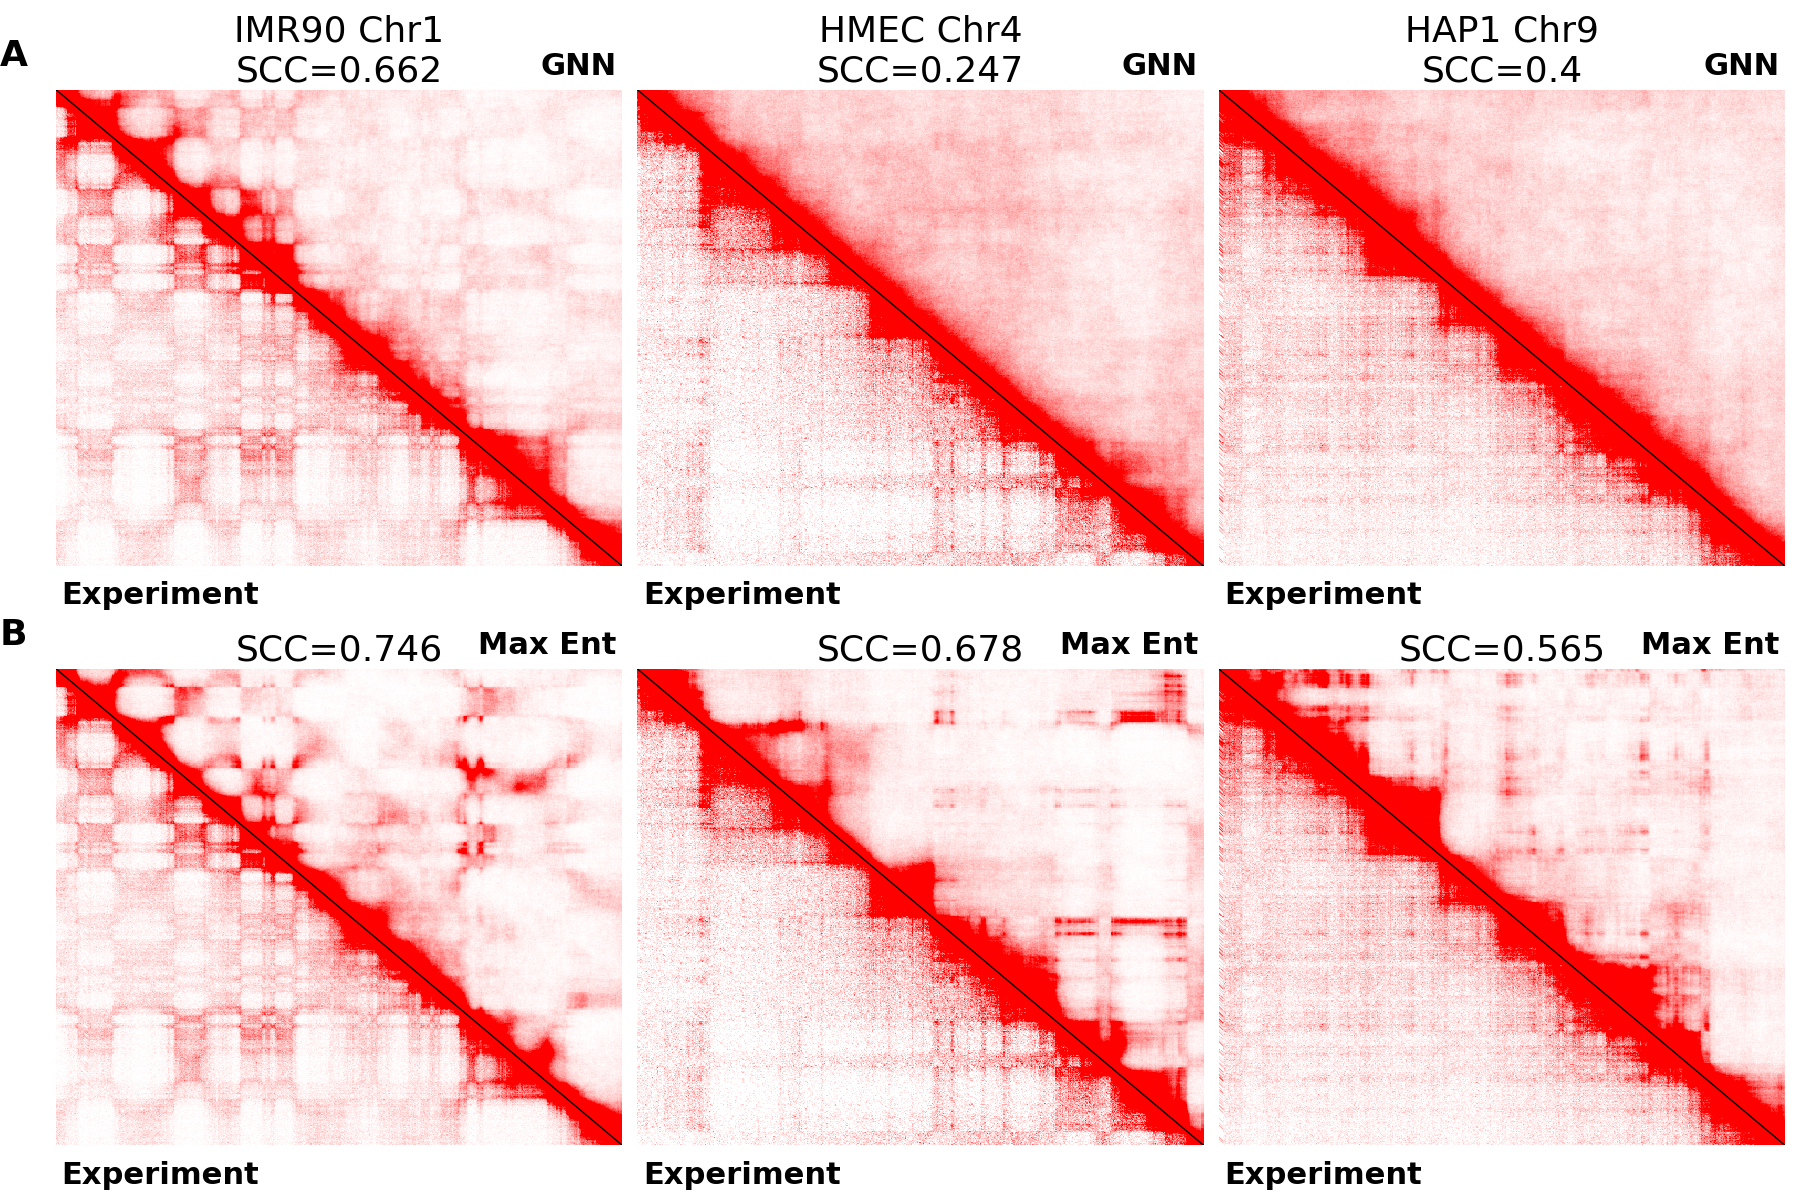 A
IMR90 Chr1
SCC=0.662
GNN
HMEC Chr4
SCC=0.247
GNN
HAP1 Chr9
SCC=0.4
GNN
Experiment
Experiment
Experiment
B
SCC=0.746
Max Ent
SCC=0.678
Max Ent
SCC=0.565
Max Ent
Experiment
Experiment
Experiment